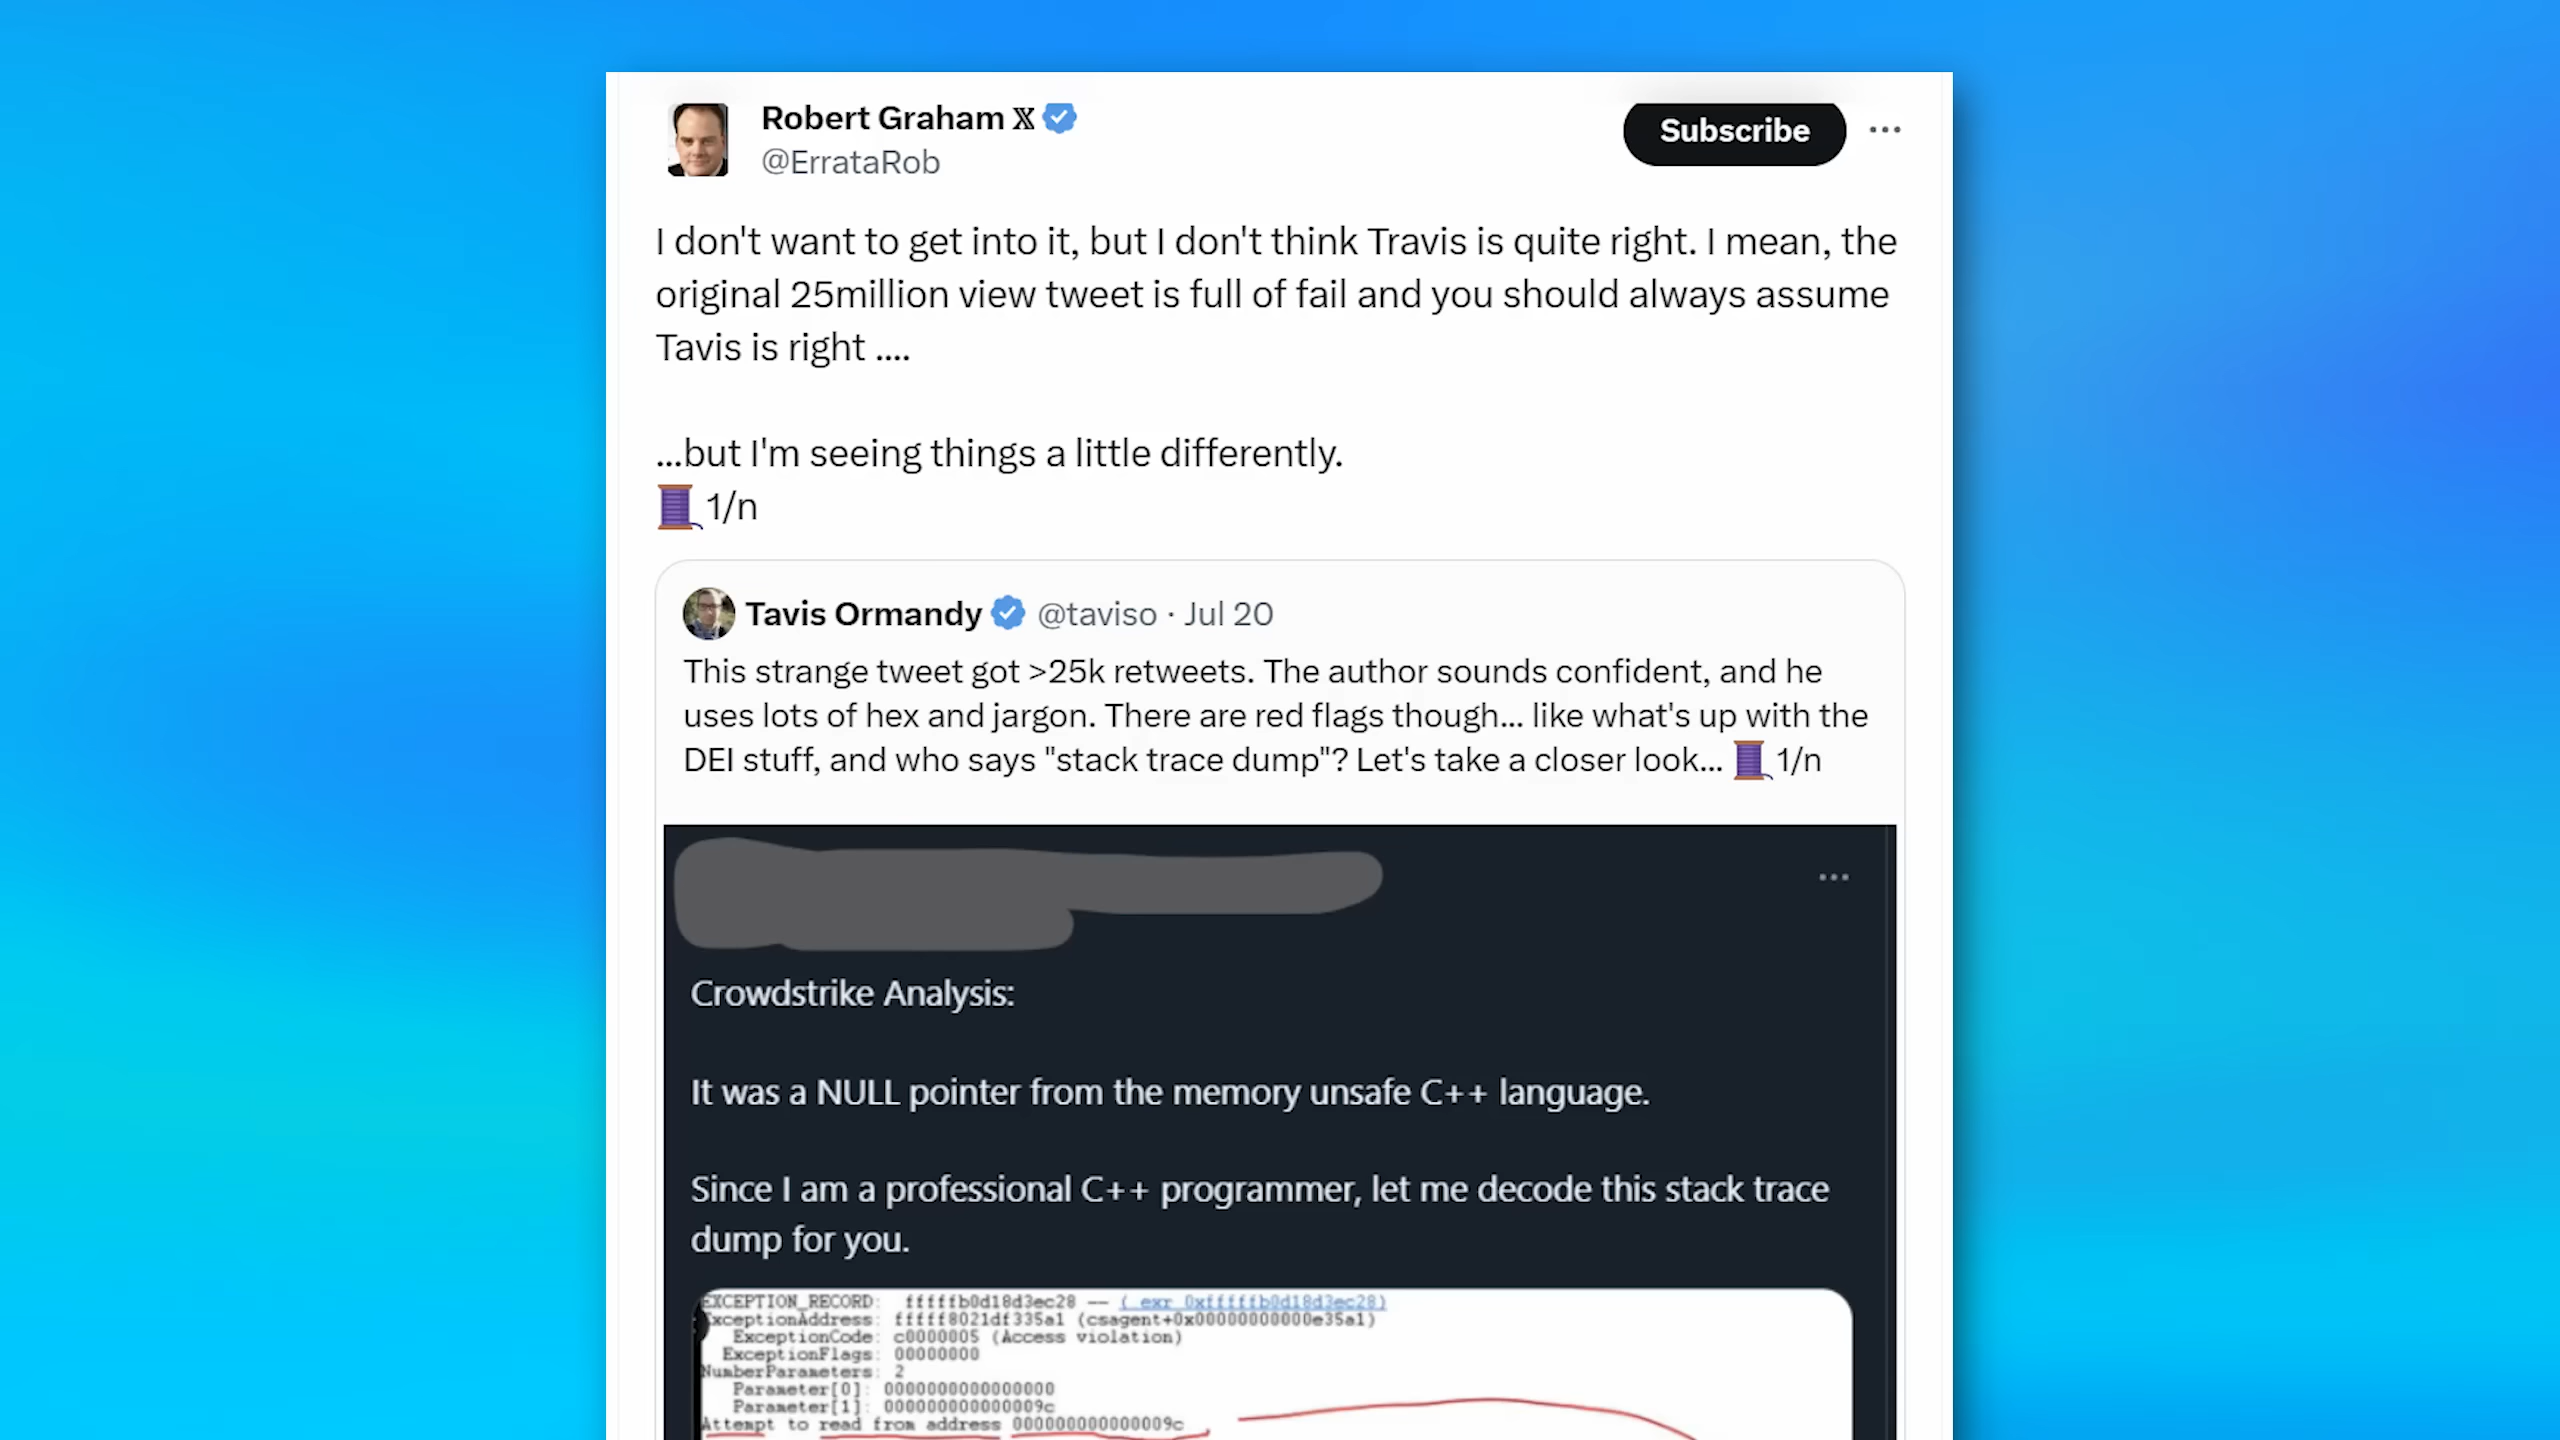 Robert Graham 𝕏
Subscribe
@ErrataRob
I don't want to get into it, but I don't think Travis is quite right. I mean, the
original 25million view tweet is full of fail and you should always assume
Tavis is right ....
...but I'm seeing things a little differently.
🧵 1/n
Tavis Ormandy @taviso · Jul 20
This strange tweet got >25k retweets. The author sounds confident, and he
uses lots of hex and jargon. There are red flags though... like what's up with the
DEI stuff, and who says "stack trace dump"? Let's take a closer look... 🧵 1/n
Crowdstrike Analysis:
It was a NULL pointer from the memory unsafe C++ language.
Since I am a professional C++ programmer, let me decode this stack trace
dump for you.
EXCEPTION_RECORD: fffffb0d18d3ec28 -- (.exr 0xfffffb0d18d3ec28)
ExceptionAddress: fffff8021df335a1 (csagent+0x00000000000e35a1)
ExceptionCode: c0000005 (Access violation)
ExceptionFlags: 00000000
NumberParameters: 2
Parameter[0]: 0000000000000000
Parameter[1]: 000000000000009c
Attempt to read from address 000000000000009c